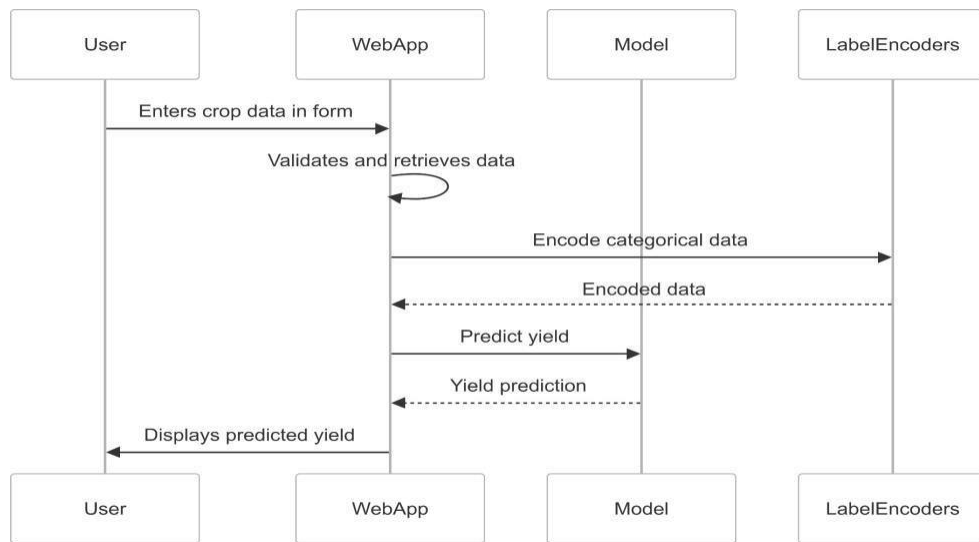 User
WebApp
Model
LabelEncoders
Enters crop data in form
Validates and retrieves data
Encode categorical data
Encoded data
Predict yield
Yield prediction
Displays predicted yield
User
WebApp
Model
LabelEncoders